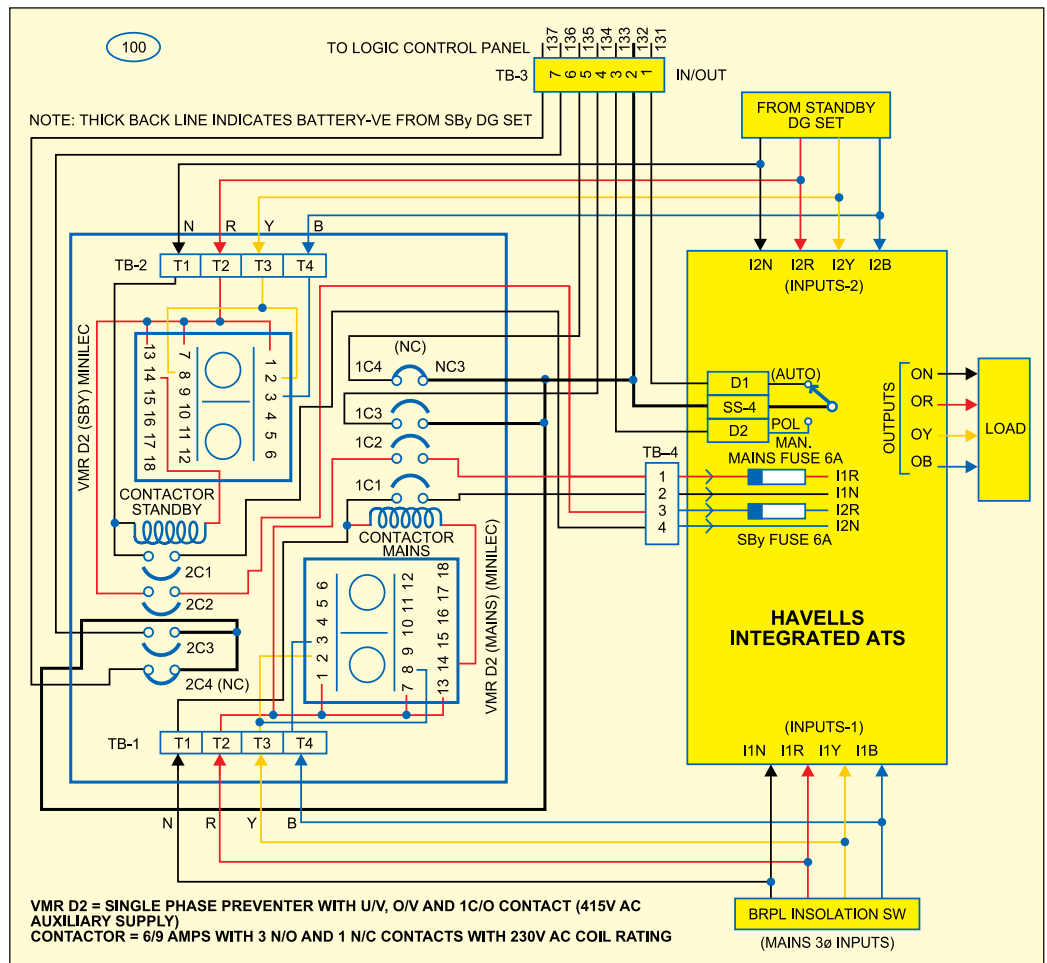 100
TO LOGIC CONTROL PANEL
137 136 135 134 133 132 131
TB-3
7 6 5 4 3 2 1
IN/OUT
NOTE: THICK BACK LINE INDICATES BATTERY-VE FROM SBy DG SET
FROM STANDBY
DG SET
N R Y B
TB-2
T1 T2 T3 T4
I2N I2R I2Y I2B
(INPUTS-2)
VMR D2 (SBY) MINILEC
13 14 15 16 17 18
7 8 9 10 11 12
1 2 3 4 5 6
CONTACTOR
STANDBY
2C1
2C2
2C3
2C4 (NC)
(NC)
1C4
NC3
1C3
1C2
1C1
CONTACTOR
MAINS
1 2 3 4 5 6
7 8 9 10 11 12
13 14 15 16 17 18
VMR D2 (MAINS) (MINILEC)
D1
(AUTO)
SS-4
D2
POL
MAN.
TB–4
1
2
3
4
MAINS FUSE 6A
I1R
I1N
I2R
I2N
SBy FUSE 6A
OUTPUTS
ON
OR
OY
OB
LOAD
HAVELLS
INTEGRATED ATS
(INPUTS-1)
I1N I1R I1Y I1B
TB-1
T1 T2 T3 T4
N R Y B
BRPL INSOLATION SW
(MAINS 3ø INPUTS)
VMR D2 = SINGLE PHASE PREVENTER WITH U/V, O/V AND 1C/O CONTACT (415V AC
AUXILIARY SUPPLY)
CONTACTOR = 6/9 AMPS WITH 3 N/O AND 1 N/C CONTACTS WITH 230V AC COIL RATING